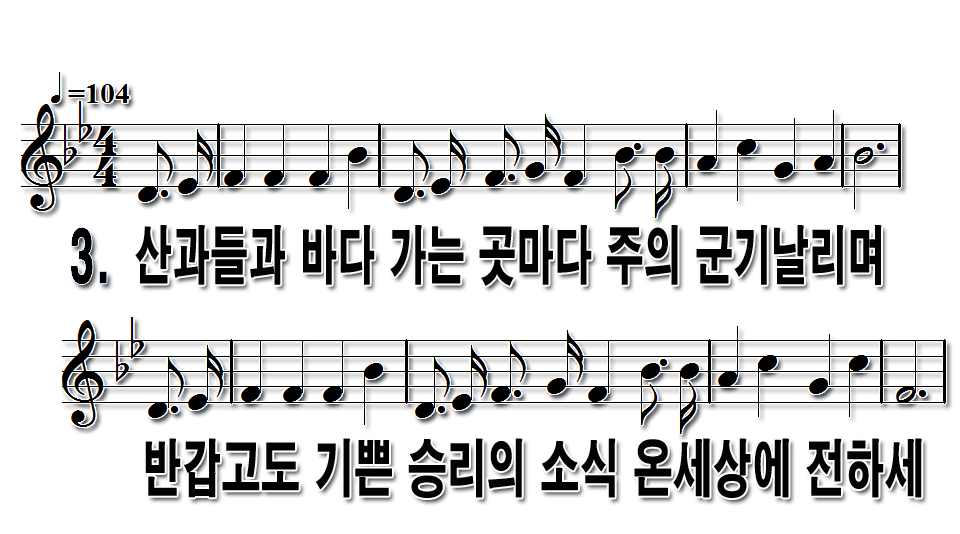 ♩=104
4
4
3. 산과들과 바다 가는 곳마다 주의 군기날리며
반갑고도 기쁜 승리의 소식 온세상에 전하세